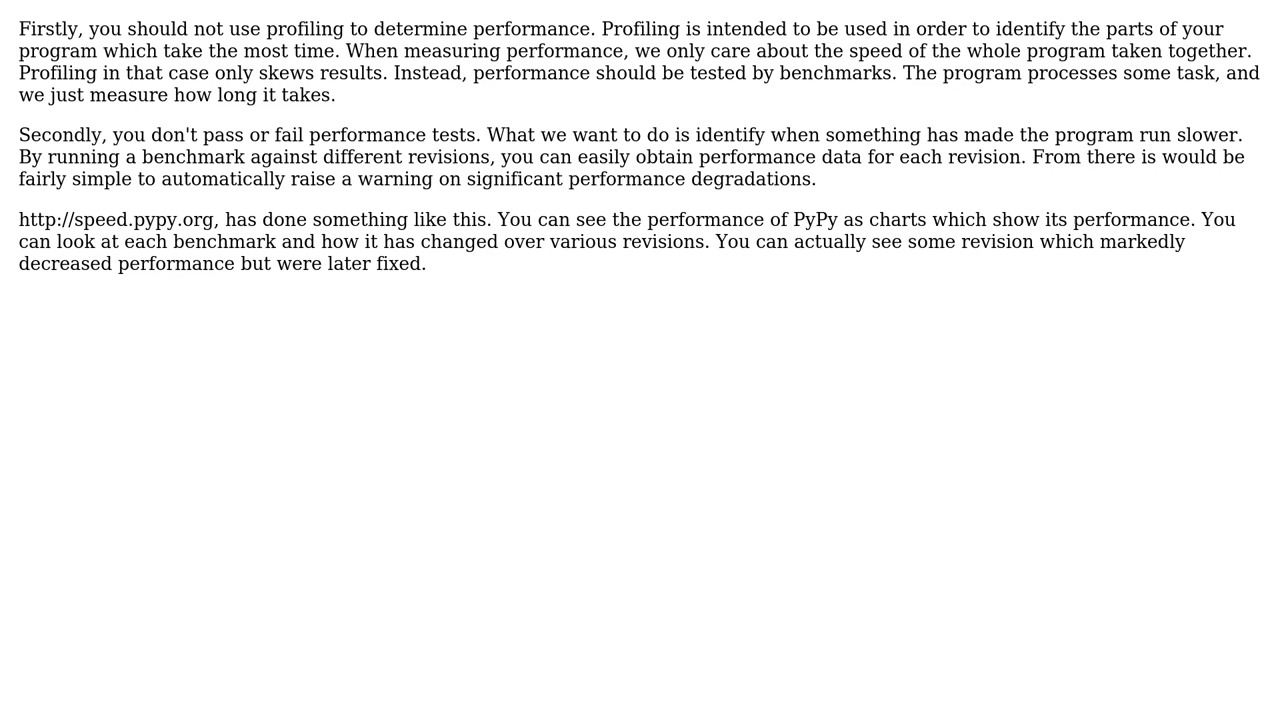 Firstly, you should not use profiling to determine performance. Profiling is intended to be used in order to identify the parts of your
program which take the most time. When measuring performance, we only care about the speed of the whole program taken together.
Profiling in that case only skews results. Instead, performance should be tested by benchmarks. The program processes some task, and
we just measure how long it takes.
Secondly, you don't pass or fail performance tests. What we want to do is identify when something has made the program run slower.
By running a benchmark against different revisions, you can easily obtain performance data for each revision. From there is would be
fairly simple to automatically raise a warning on significant performance degradations.
http://speed.pypy.org, has done something like this. You can see the performance of PyPy as charts which show its performance. You
can look at each benchmark and how it has changed over various revisions. You can actually see some revision which markedly
decreased performance but were later fixed.